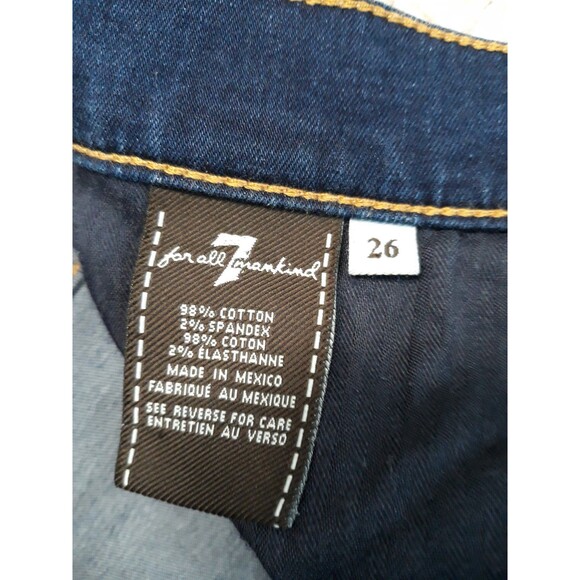 7
for all mankind
26
98% COTTON
2% SPANDEX
98% COTON
2% ÉLASTHANNE
MADE IN MEXICO
FABRIQUÉ AU MEXIQUE
SEE REVERSE FOR CARE
ENTRETIEN AU VERSO